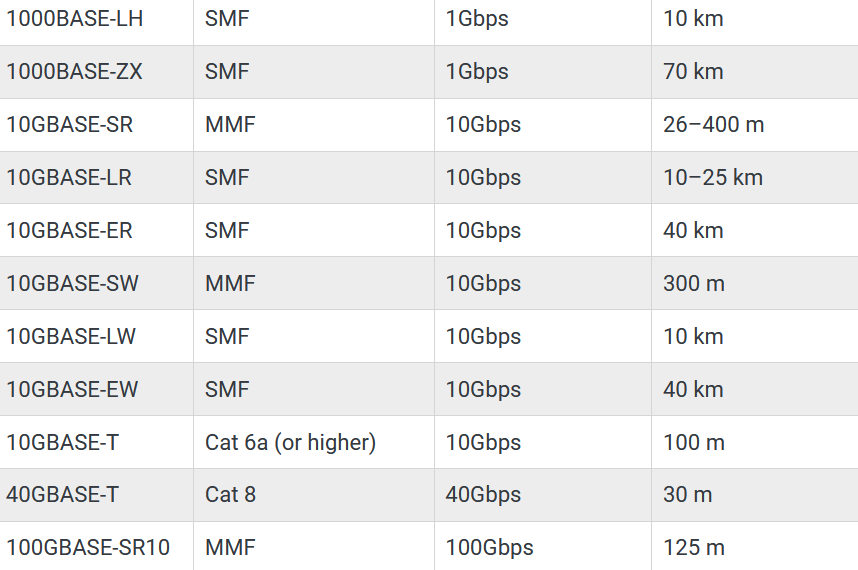 1000BASE-LH SMF 1Gbps 10 km
1000BASE-ZX SMF 1Gbps 70 km
10GBASE-SR MMF 10Gbps 26–400 m
10GBASE-LR SMF 10Gbps 10–25 km
10GBASE-ER SMF 10Gbps 40 km
10GBASE-SW MMF 10Gbps 300 m
10GBASE-LW SMF 10Gbps 10 km
10GBASE-EW SMF 10Gbps 40 km
10GBASE-T Cat 6a (or higher) 10Gbps 100 m
40GBASE-T Cat 8 40Gbps 30 m
100GBASE-SR10 MMF 100Gbps 125 m